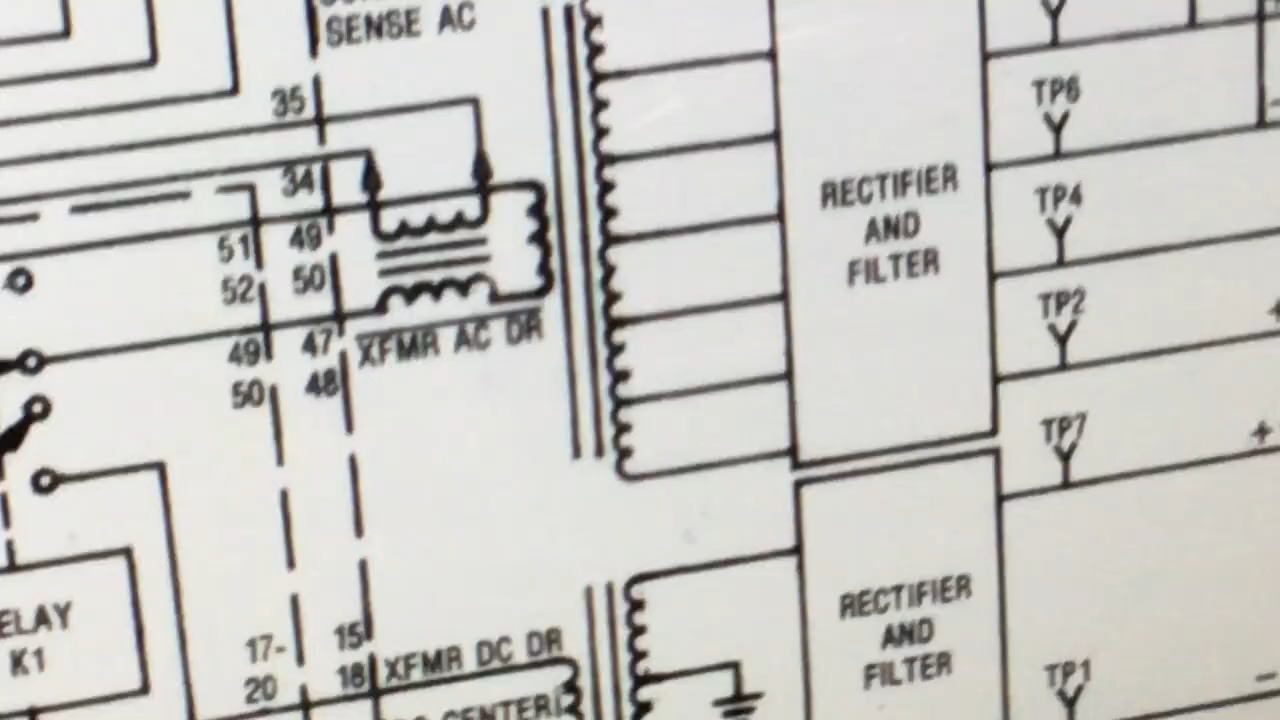 SENSE AC
35
TP6
34
TP4
RECTIFIER
AND
FILTER
51
49
52
50
TP2
49
47
XFMR AC DR
50
48
TP7
+
RECTIFIER
AND
FILTER
ELAY
K1
17-
20
15
18
XFMR DC DR
TP1
CENTER